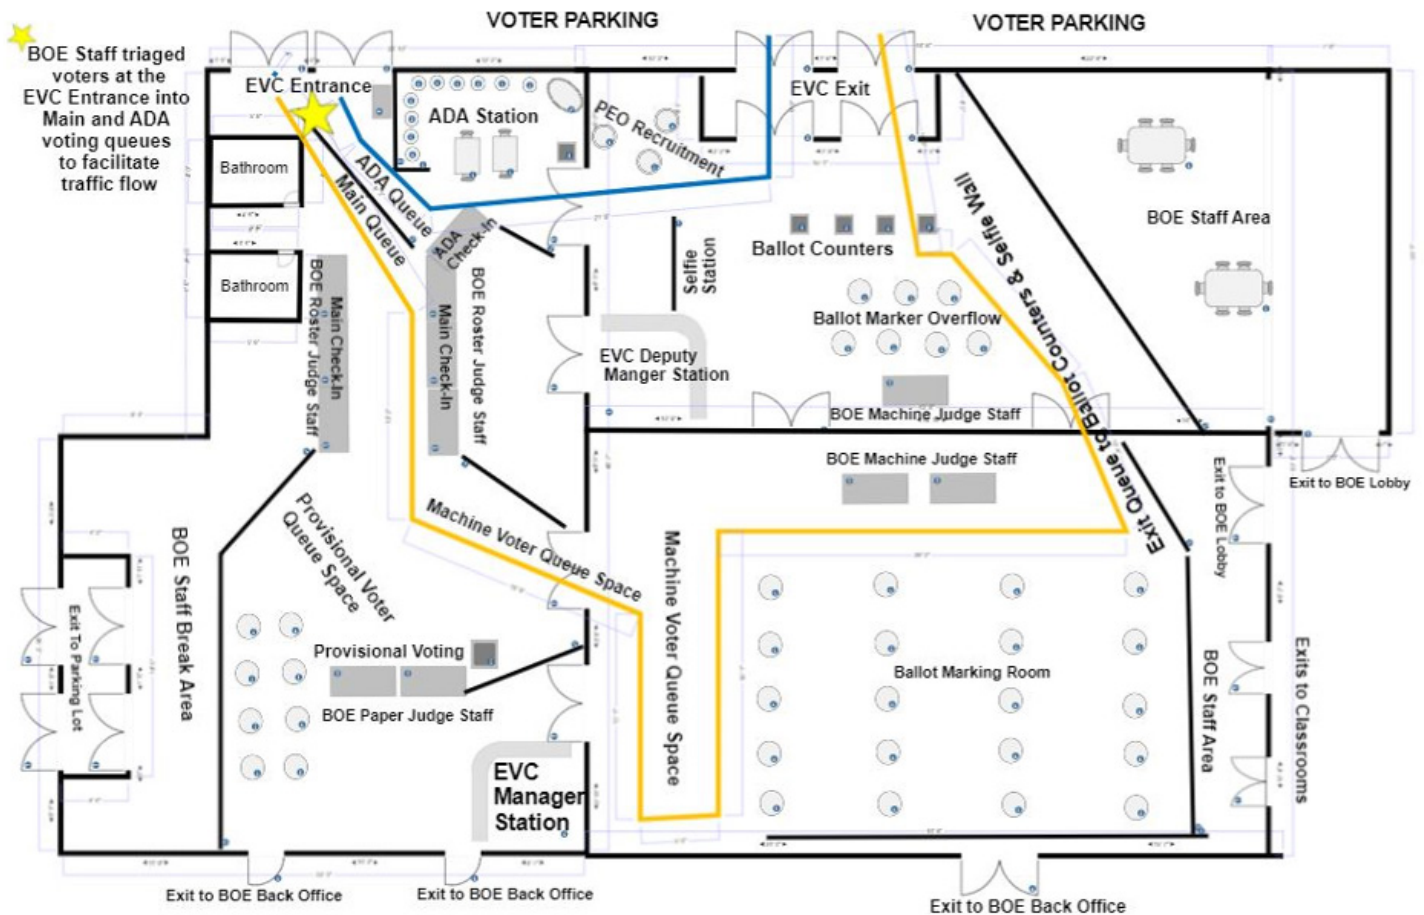 VOTER PARKING
VOTER PARKING
BOE Staff triaged
voters at the
EVC Entrance into
Main and ADA
voting queues
to facilitate
traffic flow
EVC Entrance
ADA Station
PEO Recruitment
EVC Exit
Bathroom
ADA Queue
Main Queue
ADA
Check-In
Selfie
Station
Ballot Counters
Exit Queue to Ballot Counters & Selfie Wall
BOE Staff Area
Bathroom
BOE Roster Judge Staff
Main Check-In
Main Check-In
BOE Roster Judge Staff
Ballot Marker Overflow
EVC Deputy
Manger Station
BOE Machine Judge Staff
BOE Machine Judge Staff
Exit to BOE Lobby
Exit to BOE Lobby
Machine Voter Queue Space
Provisional Voter
Queue Space
BOE Staff Break Area
Exit To Parking Lot
Machine Voter Queue Space
Provisional Voting
BOE Paper Judge Staff
Ballot Marking Room
BOE Staff Area
Exits to Classrooms
EVC
Manager
Station
Exit to BOE Back Office
Exit to BOE Back Office
Exit to BOE Back Office